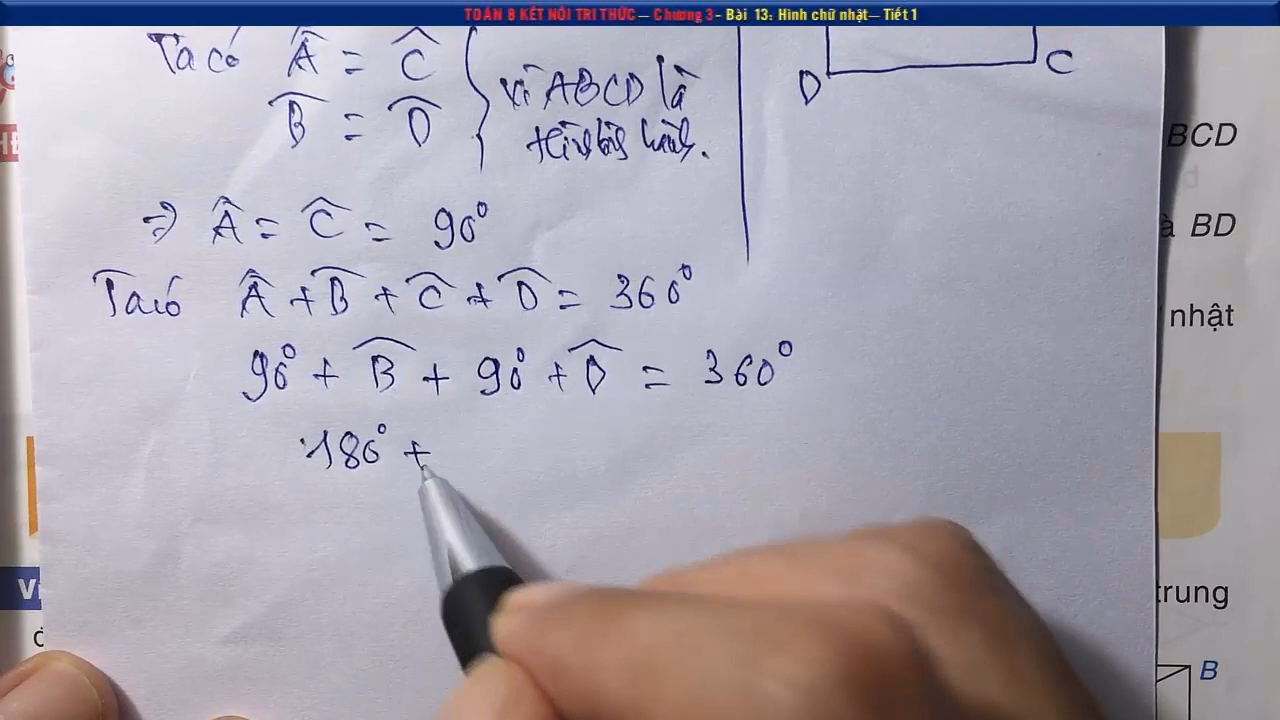 TOÁN 8 KẾT NỐI TRI THỨC – Chương 3- Bài 13: Hình chữ nhật– Tiết 1
Ta có Â = Ĉ
B̂ = D̂
vì ABCD là
hình bình hành.
D C
⇒ Â = Ĉ = 90°
Ta có Â + B̂ + Ĉ + D̂ = 360°
90° + B̂ + 90° + D̂ = 360°
180° +
BCD
à BD
nhật
trung
B